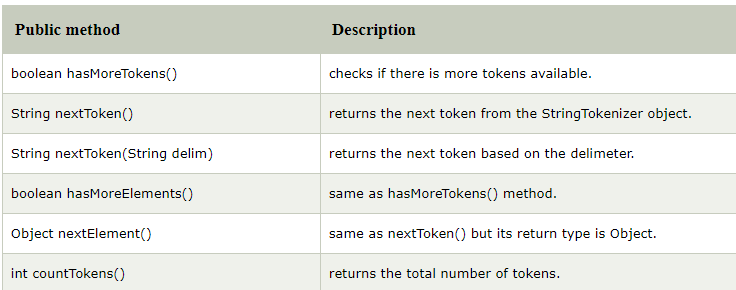 Public method Description
boolean hasMoreTokens() checks if there is more tokens available.
String nextToken() returns the next token from the StringTokenizer object.
String nextToken(String delim) returns the next token based on the delimeter.
boolean hasMoreElements() same as hasMoreTokens() method.
Object nextElement() same as nextToken() but its return type is Object.
int countTokens() returns the total number of tokens.